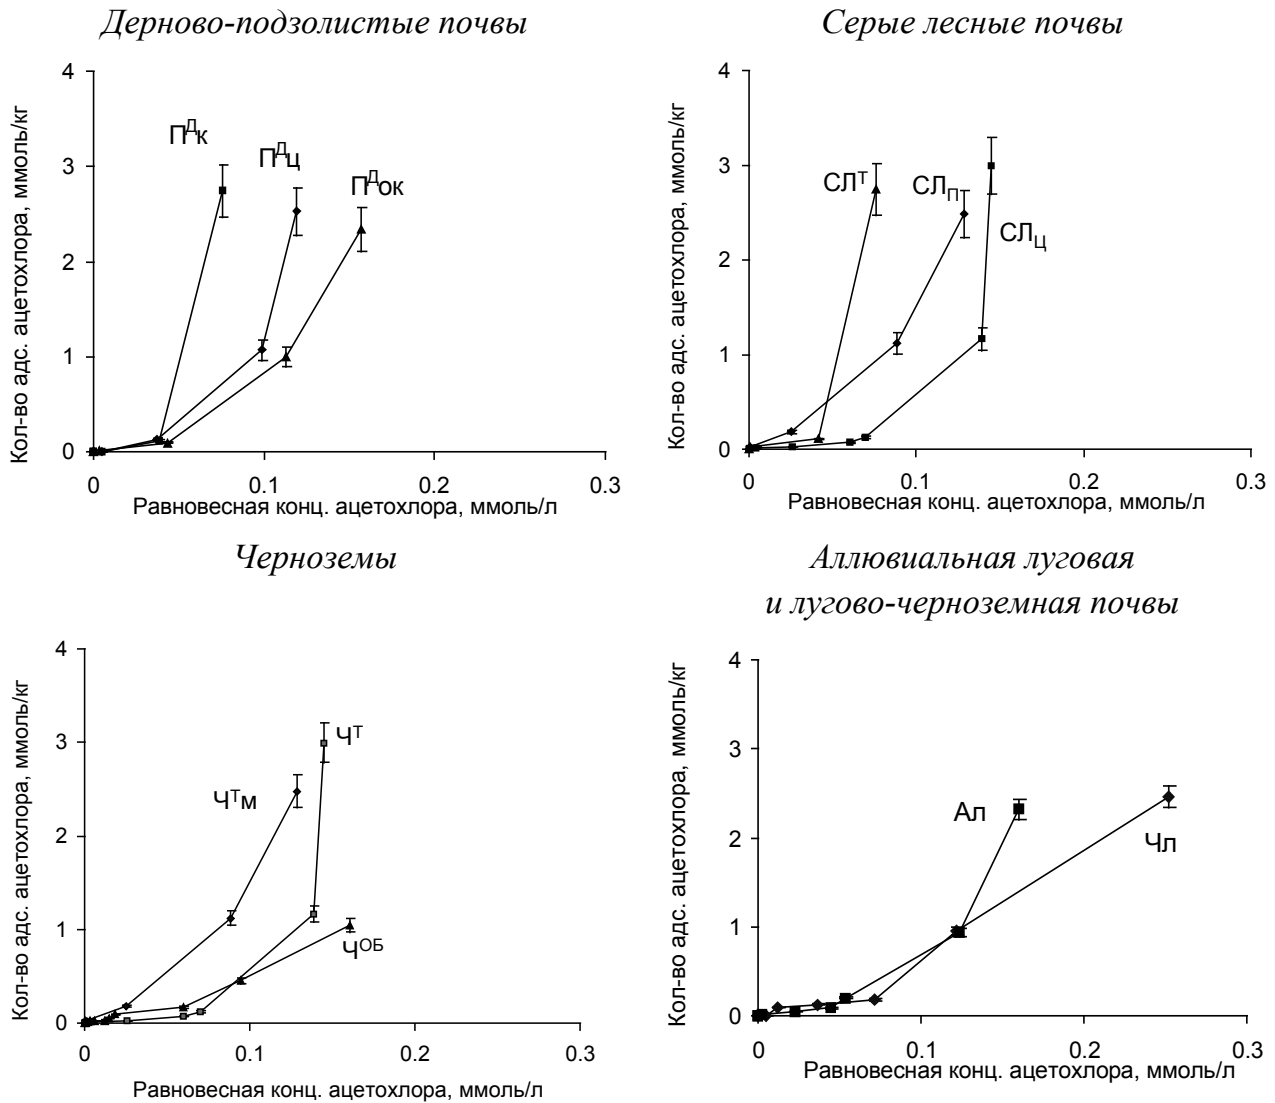 Дерново-подзолистые почвы
Кол-во адс. ацетохлора, ммоль/кг
4
3
2
1
0
ПДк
ПДц
ПДок
0 0.1 0.2 0.3
Равновесная конц. ацетохлора, ммоль/л
Серые лесные почвы
Кол-во адс. ацетохлора, ммоль/кг
4
3
2
1
0
СЛТ
СЛП
СЛЦ
0 0.1 0.2 0.3
Равновесная конц. ацетохлора, ммоль/л
Черноземы
Кол-во адс. ацетохлора, ммоль/кг
4
3
2
1
0
ЧТ
ЧТм
ЧОБ
0 0.1 0.2 0.3
Равновесная конц. ацетохлора, ммоль/л
Аллювиальная луговая
и лугово-черноземная почвы
Кол-во адс. ацетохлора, ммоль/кг
4
3
2
1
0
Ал
Чл
0 0.1 0.2 0.3
Равновесная конц. ацетохлора, ммоль/л